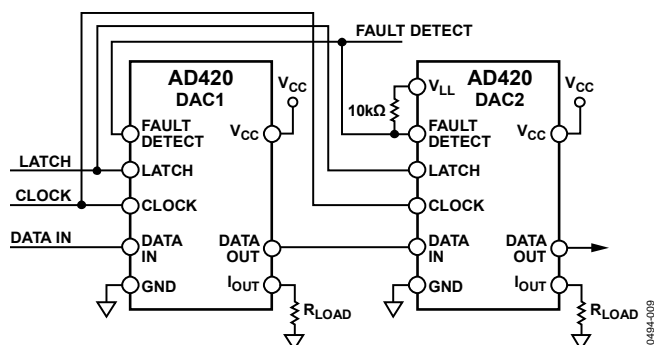 FAULT DETECT
AD420
DAC1
VCC
FAULT
DETECT
VCC
LATCH
LATCH
CLOCK
CLOCK
DATA IN
DATA
IN
DATA
OUT
GND
IOUT
RLOAD
AD420
DAC2
VLL
VCC
10kΩ
FAULT
DETECT
VCC
LATCH
CLOCK
DATA
IN
DATA
OUT
GND
IOUT
RLOAD
0494-009